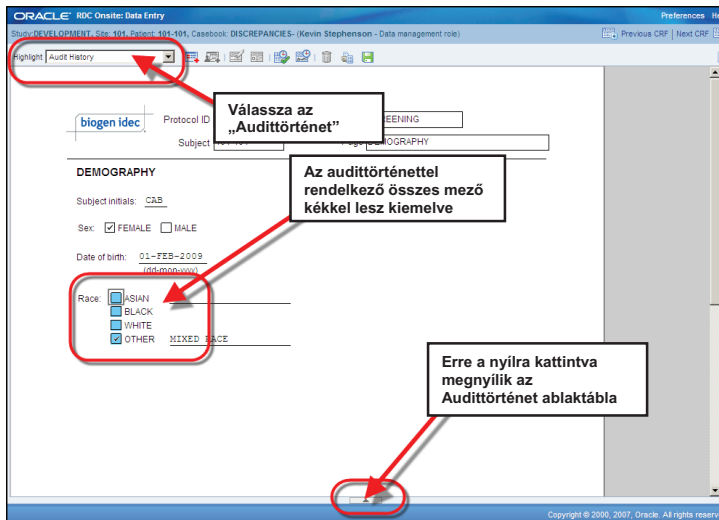 ORACLE RDC Onsite: Data Entry
Preferences
Study:DEVELOPMENT, Site: 101, Patient: 101-101, Casebook: DISCREPANCIES- (Kevin Stephenson - Data management role)
Previous CRF | Next CRF
Highlight Audit History
Válassza az
„Audittörténet”
biogen idec
Protocol ID
Subject
DEMOGRAPHY
DEMOGRAPHY
Az audittörténettel
rendelkező összes mező
kékkel lesz kiemelve
Subject initials: CAB
Sex: FEMALE MALE
Date of birth: 01-FEB-2009
(dd-mon-yyyy)
Race: ASIAN
BLACK
WHITE
OTHER MIXED RACE
Erre a nyílra kattintva
megnyílik az
Audittörténet ablaktábla
Copyright © 2000, 2007, Oracle. All rights